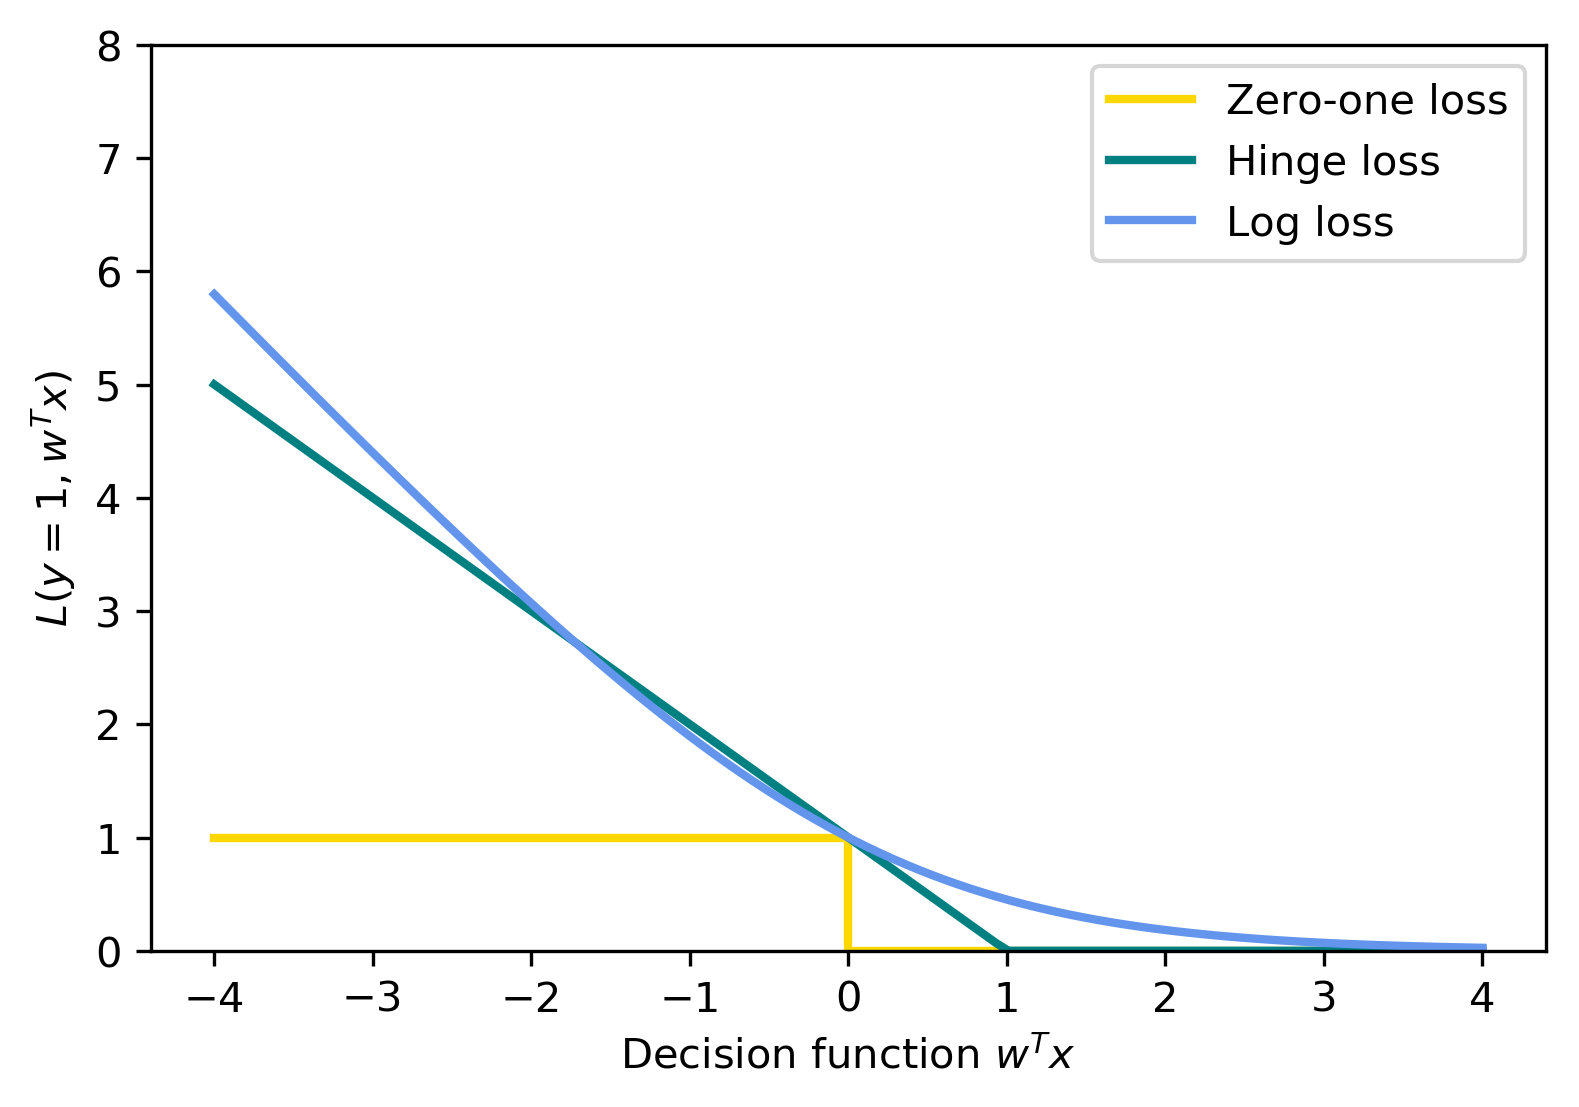 8
7
6
5
4
3
2
1
0
L(y = 1, w^T x)
Zero-one loss
Hinge loss
Log loss
−4 −3 −2 −1 0 1 2 3 4
Decision function w^T x